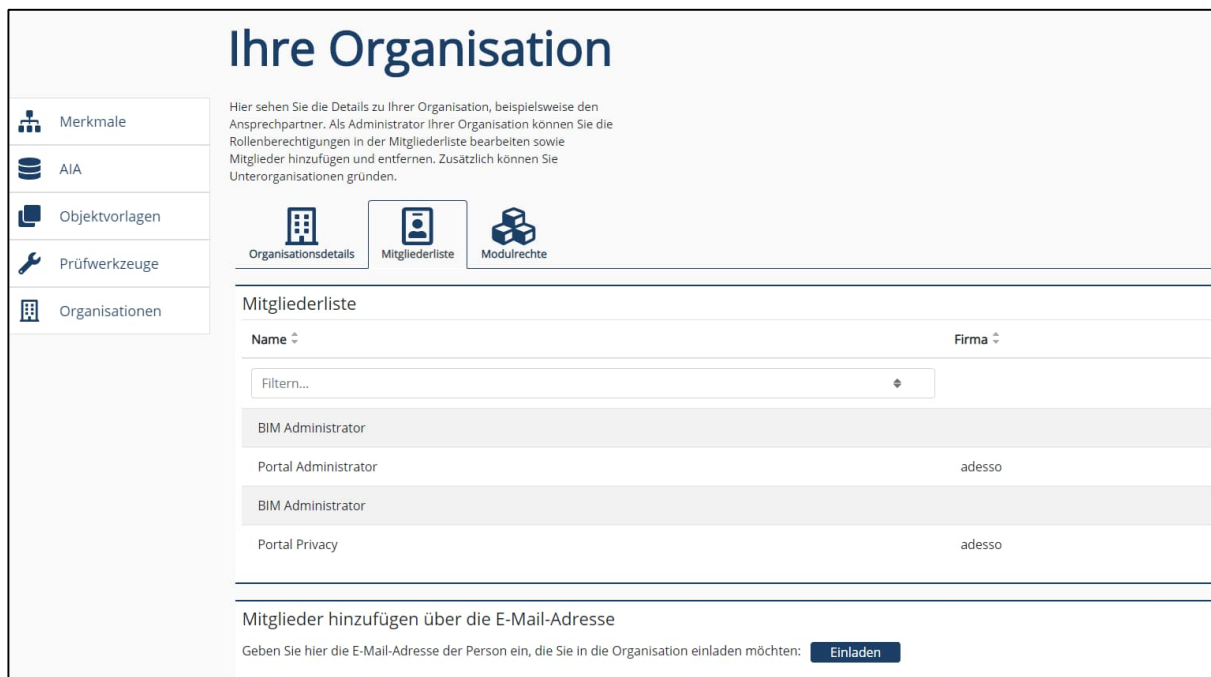 Ihre Organisation
Merkmale
AIA
Objektvorlagen
Prüfwerkzeuge
Organisationen
Hier sehen Sie die Details zu Ihrer Organisation, beispielsweise den
Ansprechpartner. Als Administrator Ihrer Organisation können Sie die
Rollenberechtigungen in der Mitgliederliste bearbeiten sowie
Mitglieder hinzufügen und entfernen. Zusätzlich können Sie
Unterorganisationen gründen.
Organisationsdetails Mitgliederliste Modulrechte
Mitgliederliste
Name Firma
Filtern...
BIM Administrator
Portal Administrator adesso
BIM Administrator
Portal Privacy adesso
Mitglieder hinzufügen über die E-Mail-Adresse
Geben Sie hier die E-Mail-Adresse der Person ein, die Sie in die Organisation einladen möchten: Einladen